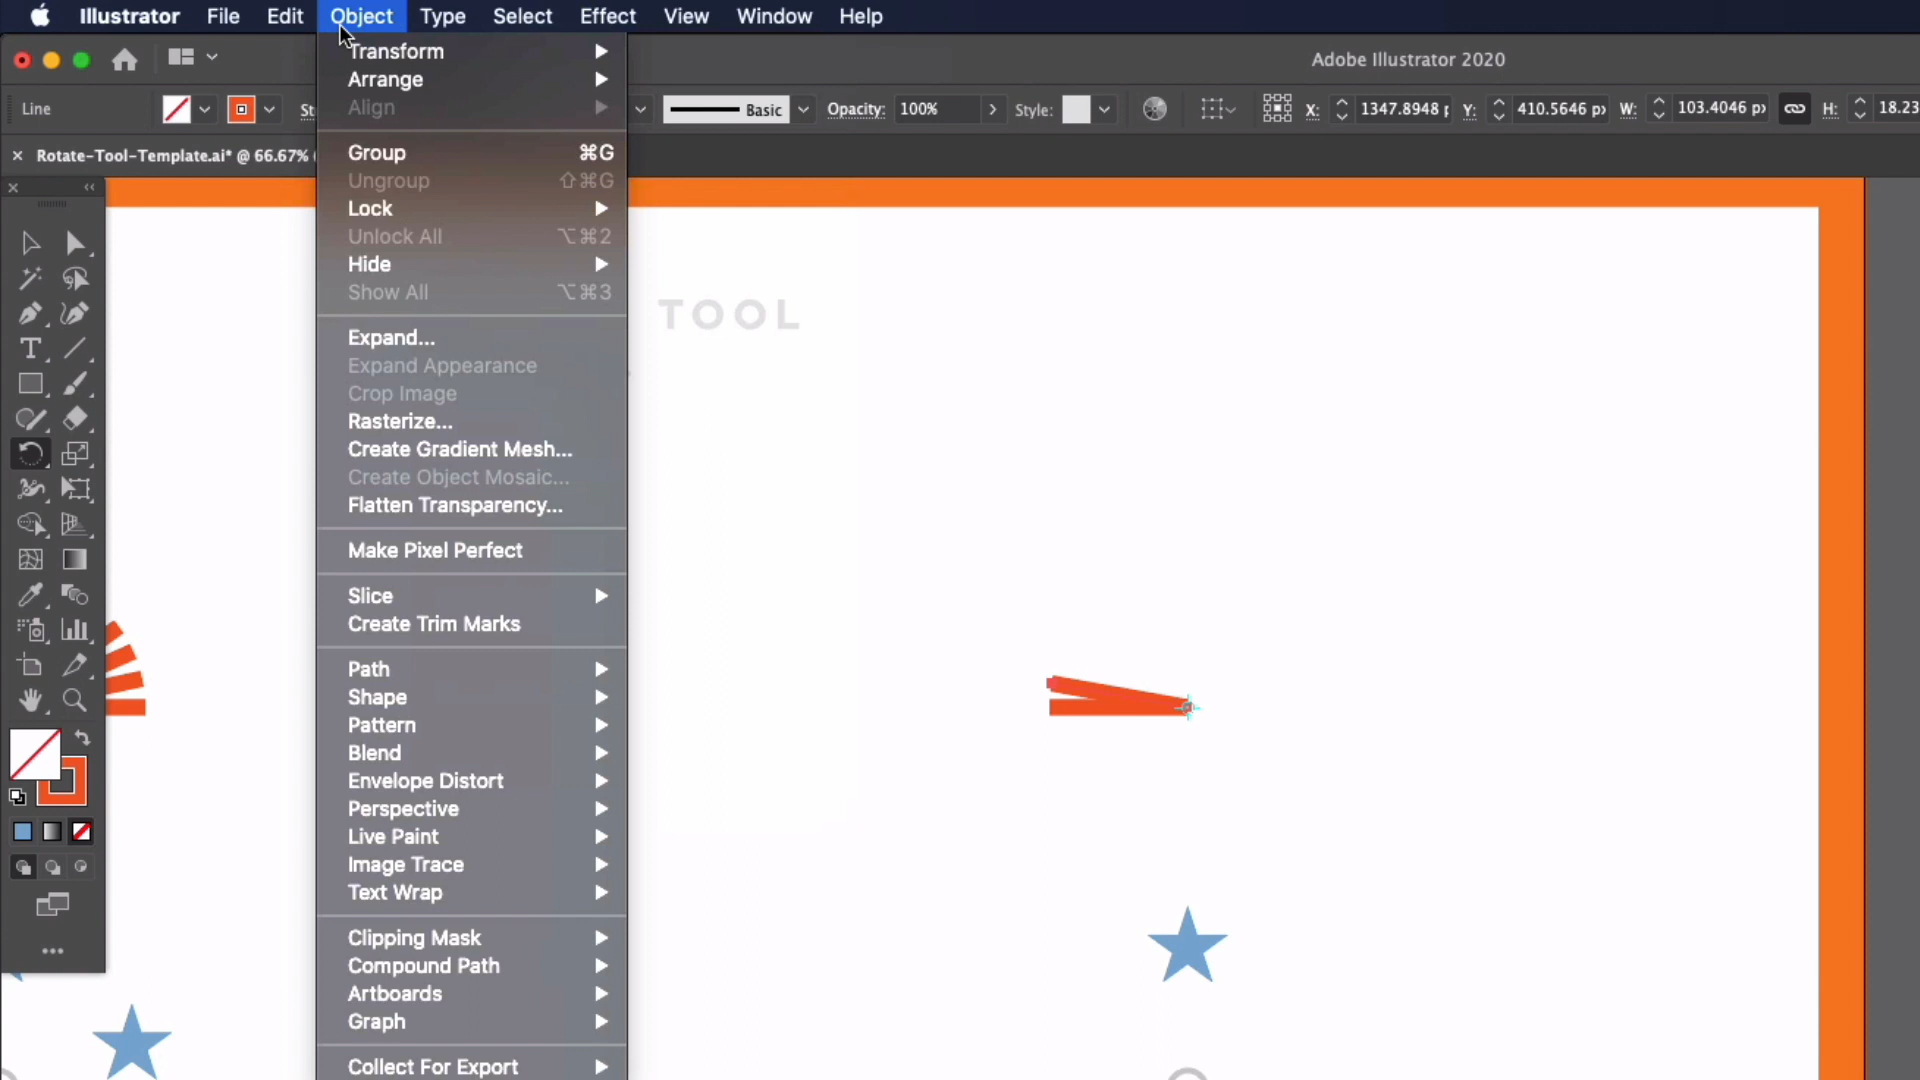 Illustrator File Edit Object Type Select Effect View Window Help
Adobe Illustrator 2020
Line St Basic Opacity: 100% Style: X: 1347.8948 Y: 410.5646 W: 103.4046 px H: 18.23
Rotate-Tool-Template.ai* @ 66.67%
Transform
Arrange
Align
Group ⌘G
Ungroup ⇧⌘G
Lock
Unlock All ⌥⌘2
Hide
Show All ⌥⌘3
TOOL
Expand...
Expand Appearance
Crop Image
Rasterize...
Create Gradient Mesh...
Create Object Mosaic...
Flatten Transparency...
Make Pixel Perfect
Slice
Create Trim Marks
Path
Shape
Pattern
Blend
Envelope Distort
Perspective
Live Paint
Image Trace
Text Wrap
Clipping Mask
Compound Path
Artboards
Graph
Collect For Export